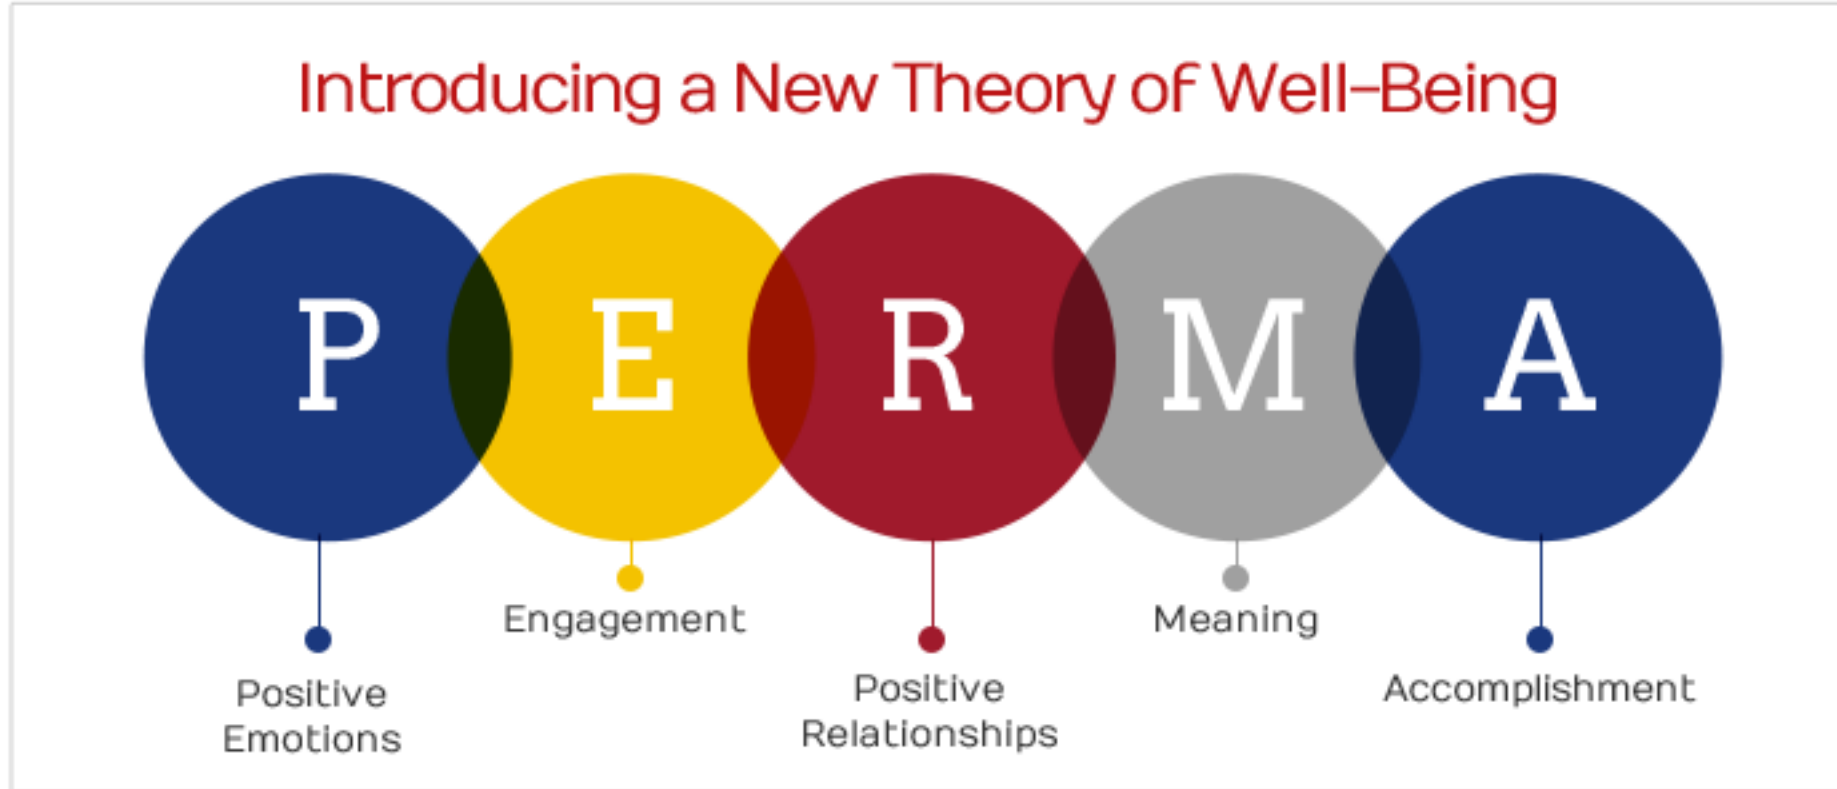 Introducing a New Theory of Well-Being
P E R M A
Positive
Emotions
Engagement
Positive
Relationships
Meaning
Accomplishment